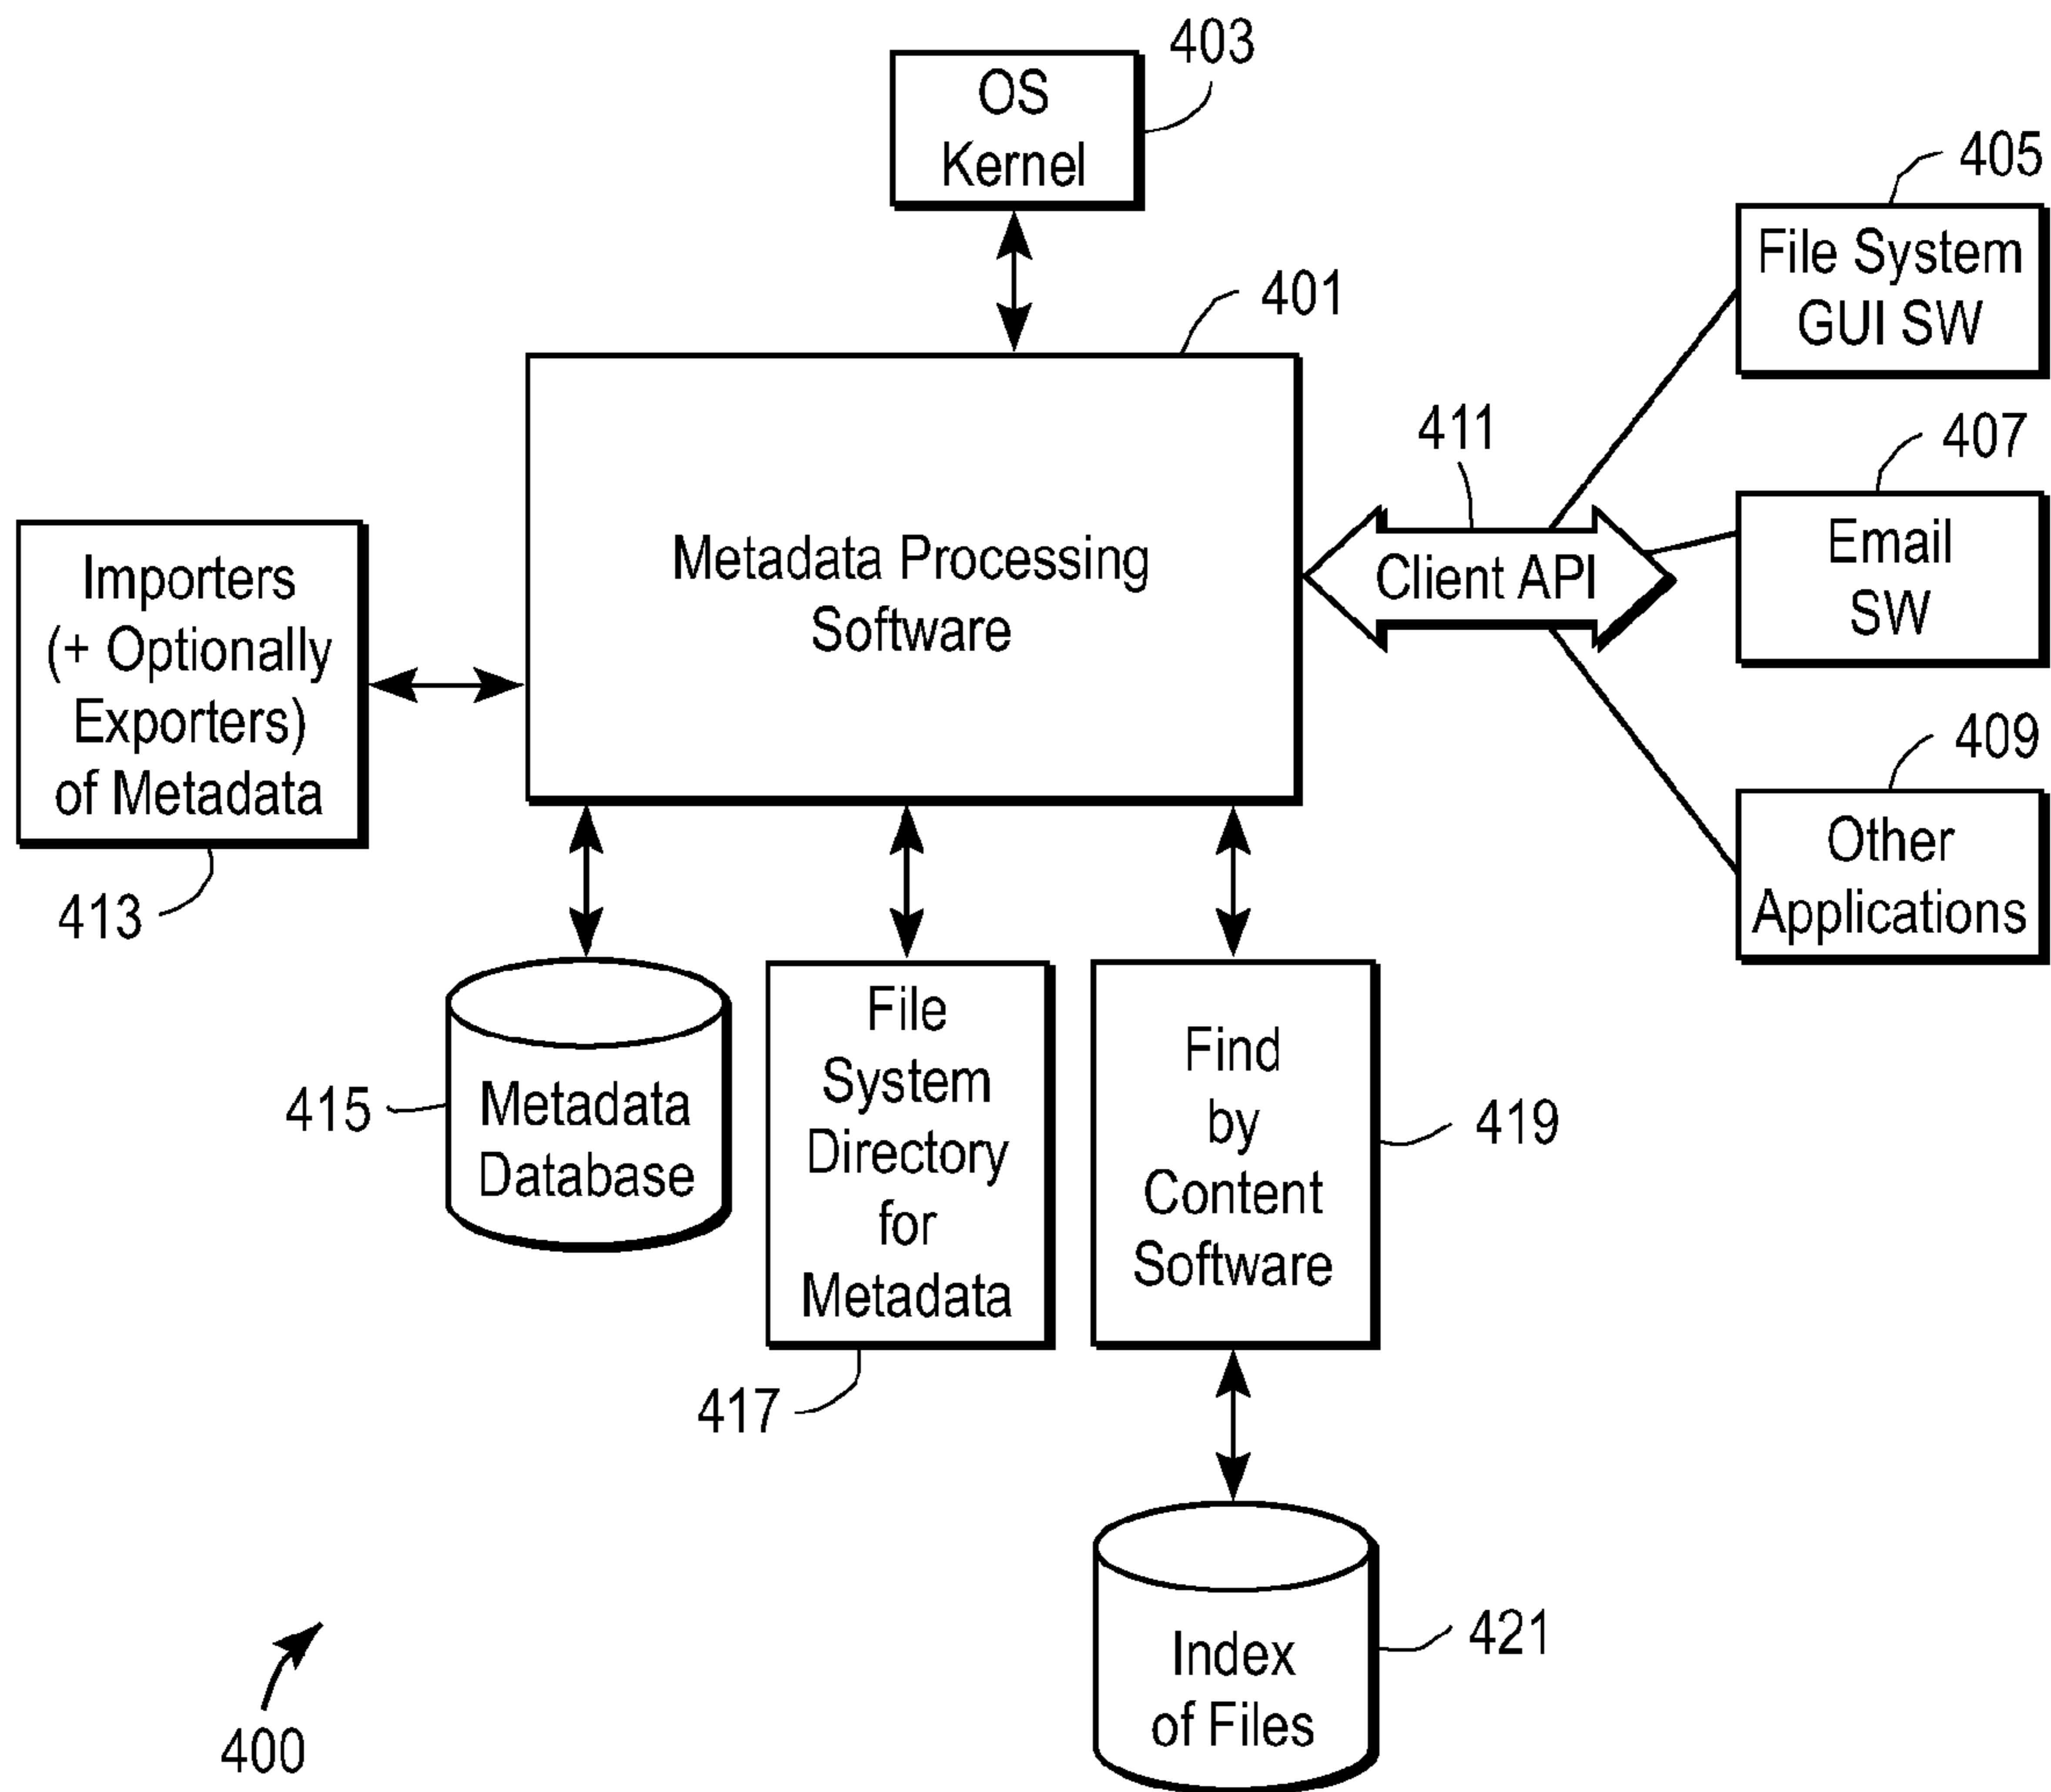 403
OS
Kernel
405
File System
GUI SW
401
411
407
Metadata Processing
Software
Client API
Email
SW
Importers
(+ Optionally
Exporters)
of Metadata
413
409
Other
Applications
415
Metadata
Database
File
System
Directory
for
Metadata
417
Find
by
Content
Software
419
Index
of Files
421
400